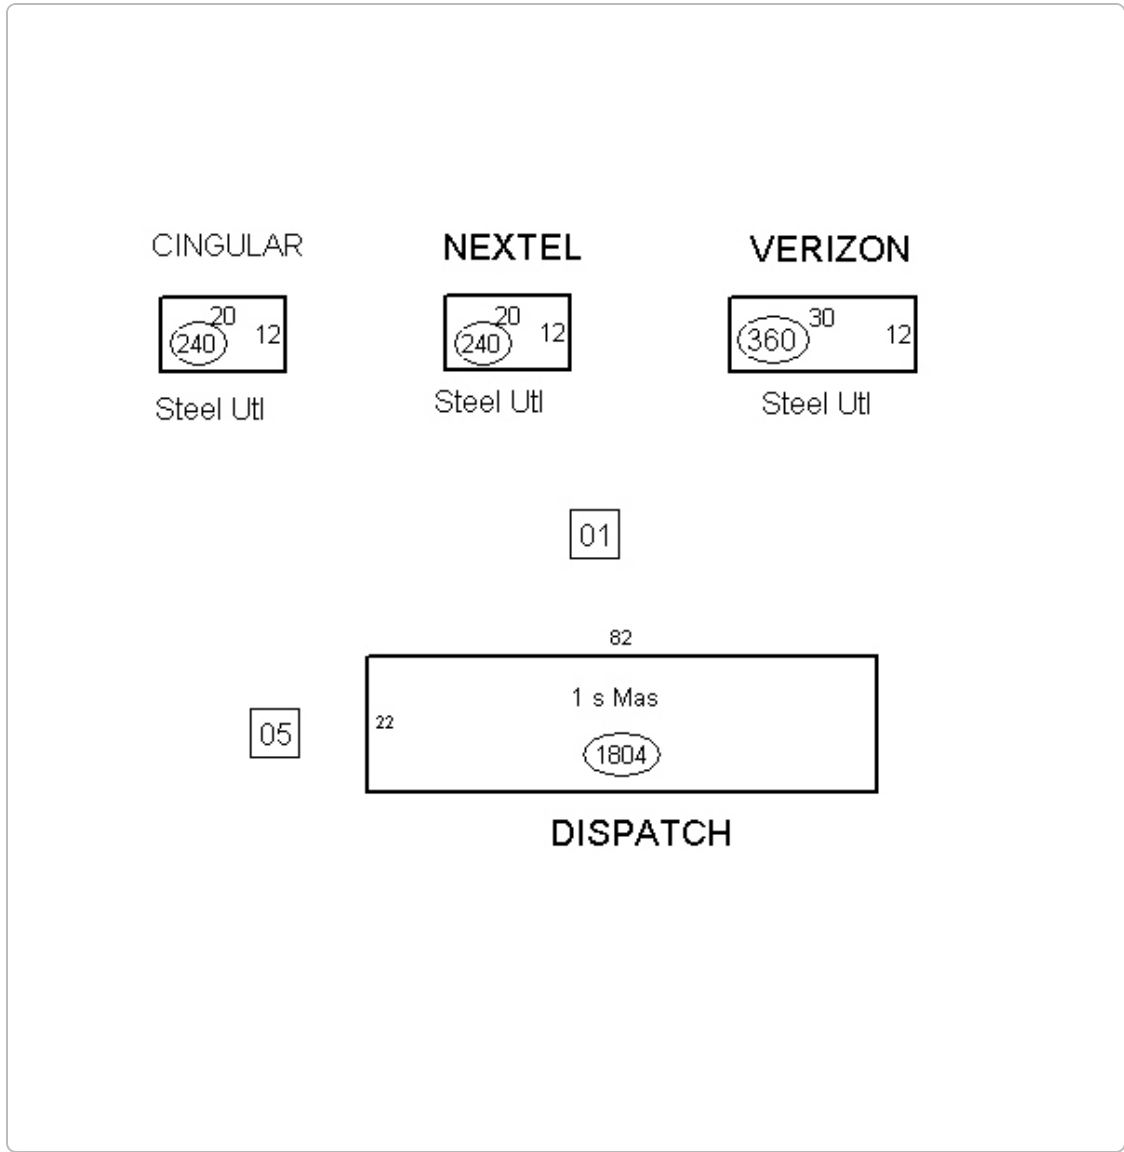 CINGULAR
NEXTEL
VERIZON
20
240
12
20
240
12
30
360
12
Steel Utl
Steel Utl
Steel Utl
01
82
1 s Mas
22
05
1804
DISPATCH